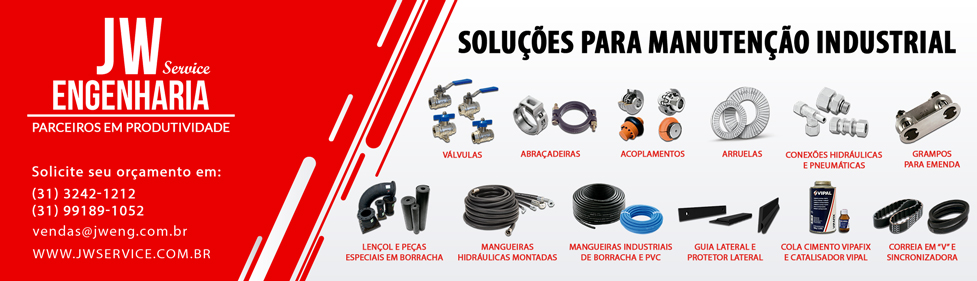 JW
Service
ENGENHARIA
PARCEIROS EM PRODUTIVIDADE
Solicite seu orçamento em:
(31) 3242-1212
(31) 99189-1052
vendas@jweng.com.br
WWW.JWSERVICE.COM.BR
SOLUÇÕES PARA MANUTENÇÃO INDUSTRIAL
VÁLVULAS
ABRAÇADEIRAS
ACOPLAMENTOS
ARRUELAS
CONEXÕES HIDRÁULICAS
E PNEUMÁTICAS
GRAMPOS
PARA EMENDA
LENÇOL E PEÇAS
ESPECIAIS EM BORRACHA
MANGUEIRAS
HIDRÁULICAS MONTADAS
MANGUEIRAS INDUSTRIAIS
DE BORRACHA E PVC
GUIA LATERAL E
PROTETOR LATERAL
VIPAL
COLA CIMENTO VIPAFIX
E CATALISADOR VIPAL
CORREIA EM "V" E
SINCRONIZADORA